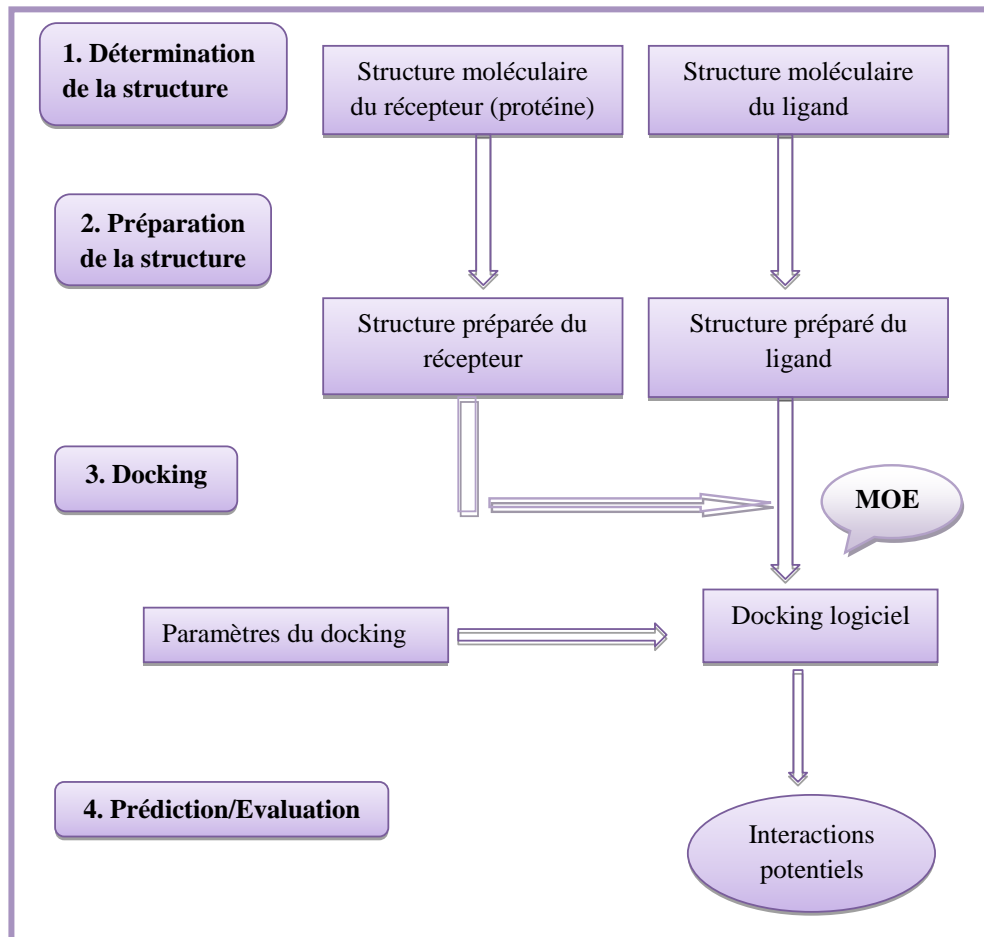 1. Détermination
de la structure
Structure moléculaire
du récepteur (protéine)
Structure moléculaire
du ligand
2. Préparation
de la structure
Structure préparée du
récepteur
Structure préparé du
ligand
3. Docking
MOE
Paramètres du docking
Docking logiciel
4. Prédiction/Evaluation
Interactions
potentiels